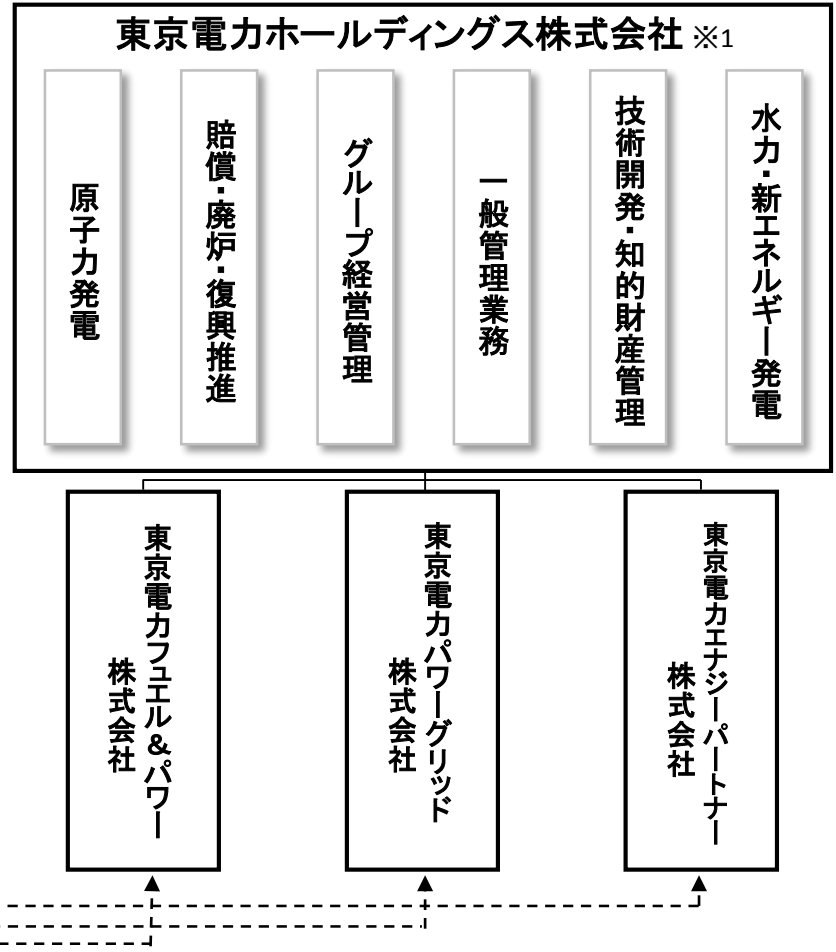 東京電力ホールディングス株式会社 ※1
原子力発電
賠償・廃炉・復興推進
グループ経営管理
一般管理業務
技術開発・知的財産管理
水力・新エネルギー発電
東京電力フュエル&パワー
株式会社
東京電力パワーグリッド
株式会社
東京電力エナジーパートナー
株式会社